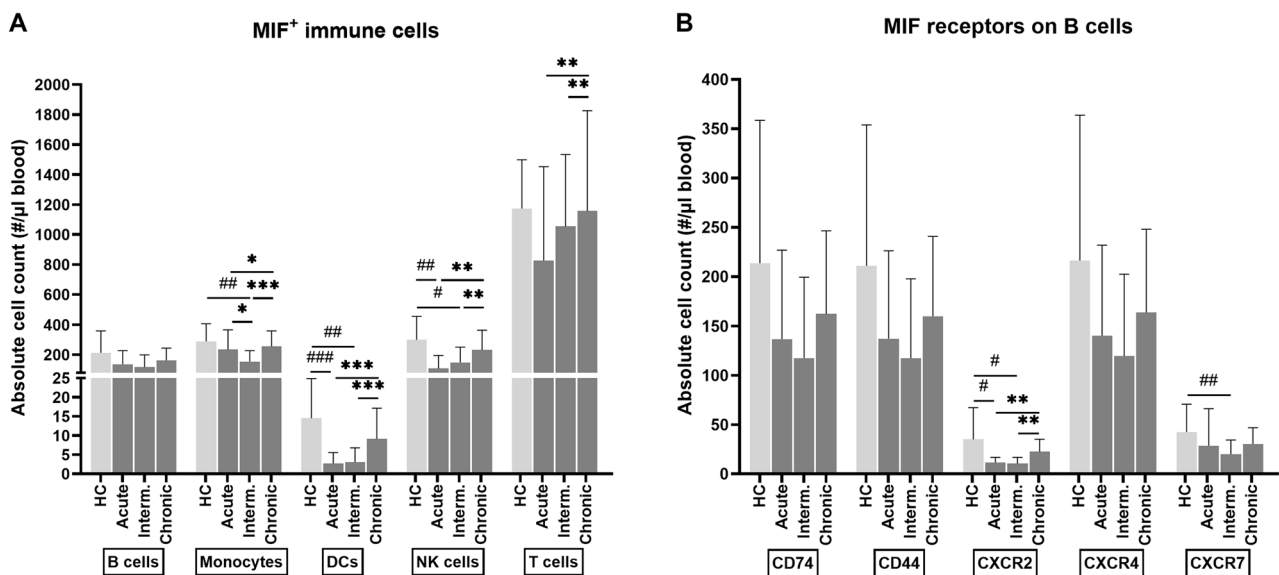 A
MIF+ immune cells
Absolute cell count (#/µl blood)
2000
1800
1600
1400
1200
1000
800
600
400
200
25
20
15
10
5
0
##
*
*
***
##
###
***
***
##
#
**
**
**
**
HC
Acute
Interm.
Chronic
HC
Acute
Interm.
Chronic
HC
Acute
Interm.
Chronic
HC
Acute
Interm.
Chronic
HC
Acute
Interm.
Chronic
B cells
Monocytes
DCs
NK cells
T cells
B
MIF receptors on B cells
Absolute cell count (#/µl blood)
400
350
300
250
200
150
100
50
0
#
#
**
**
##
HC
Acute
Interm.
Chronic
HC
Acute
Interm.
Chronic
HC
Acute
Interm.
Chronic
HC
Acute
Interm.
Chronic
HC
Acute
Interm.
Chronic
CD74
CD44
CXCR2
CXCR4
CXCR7